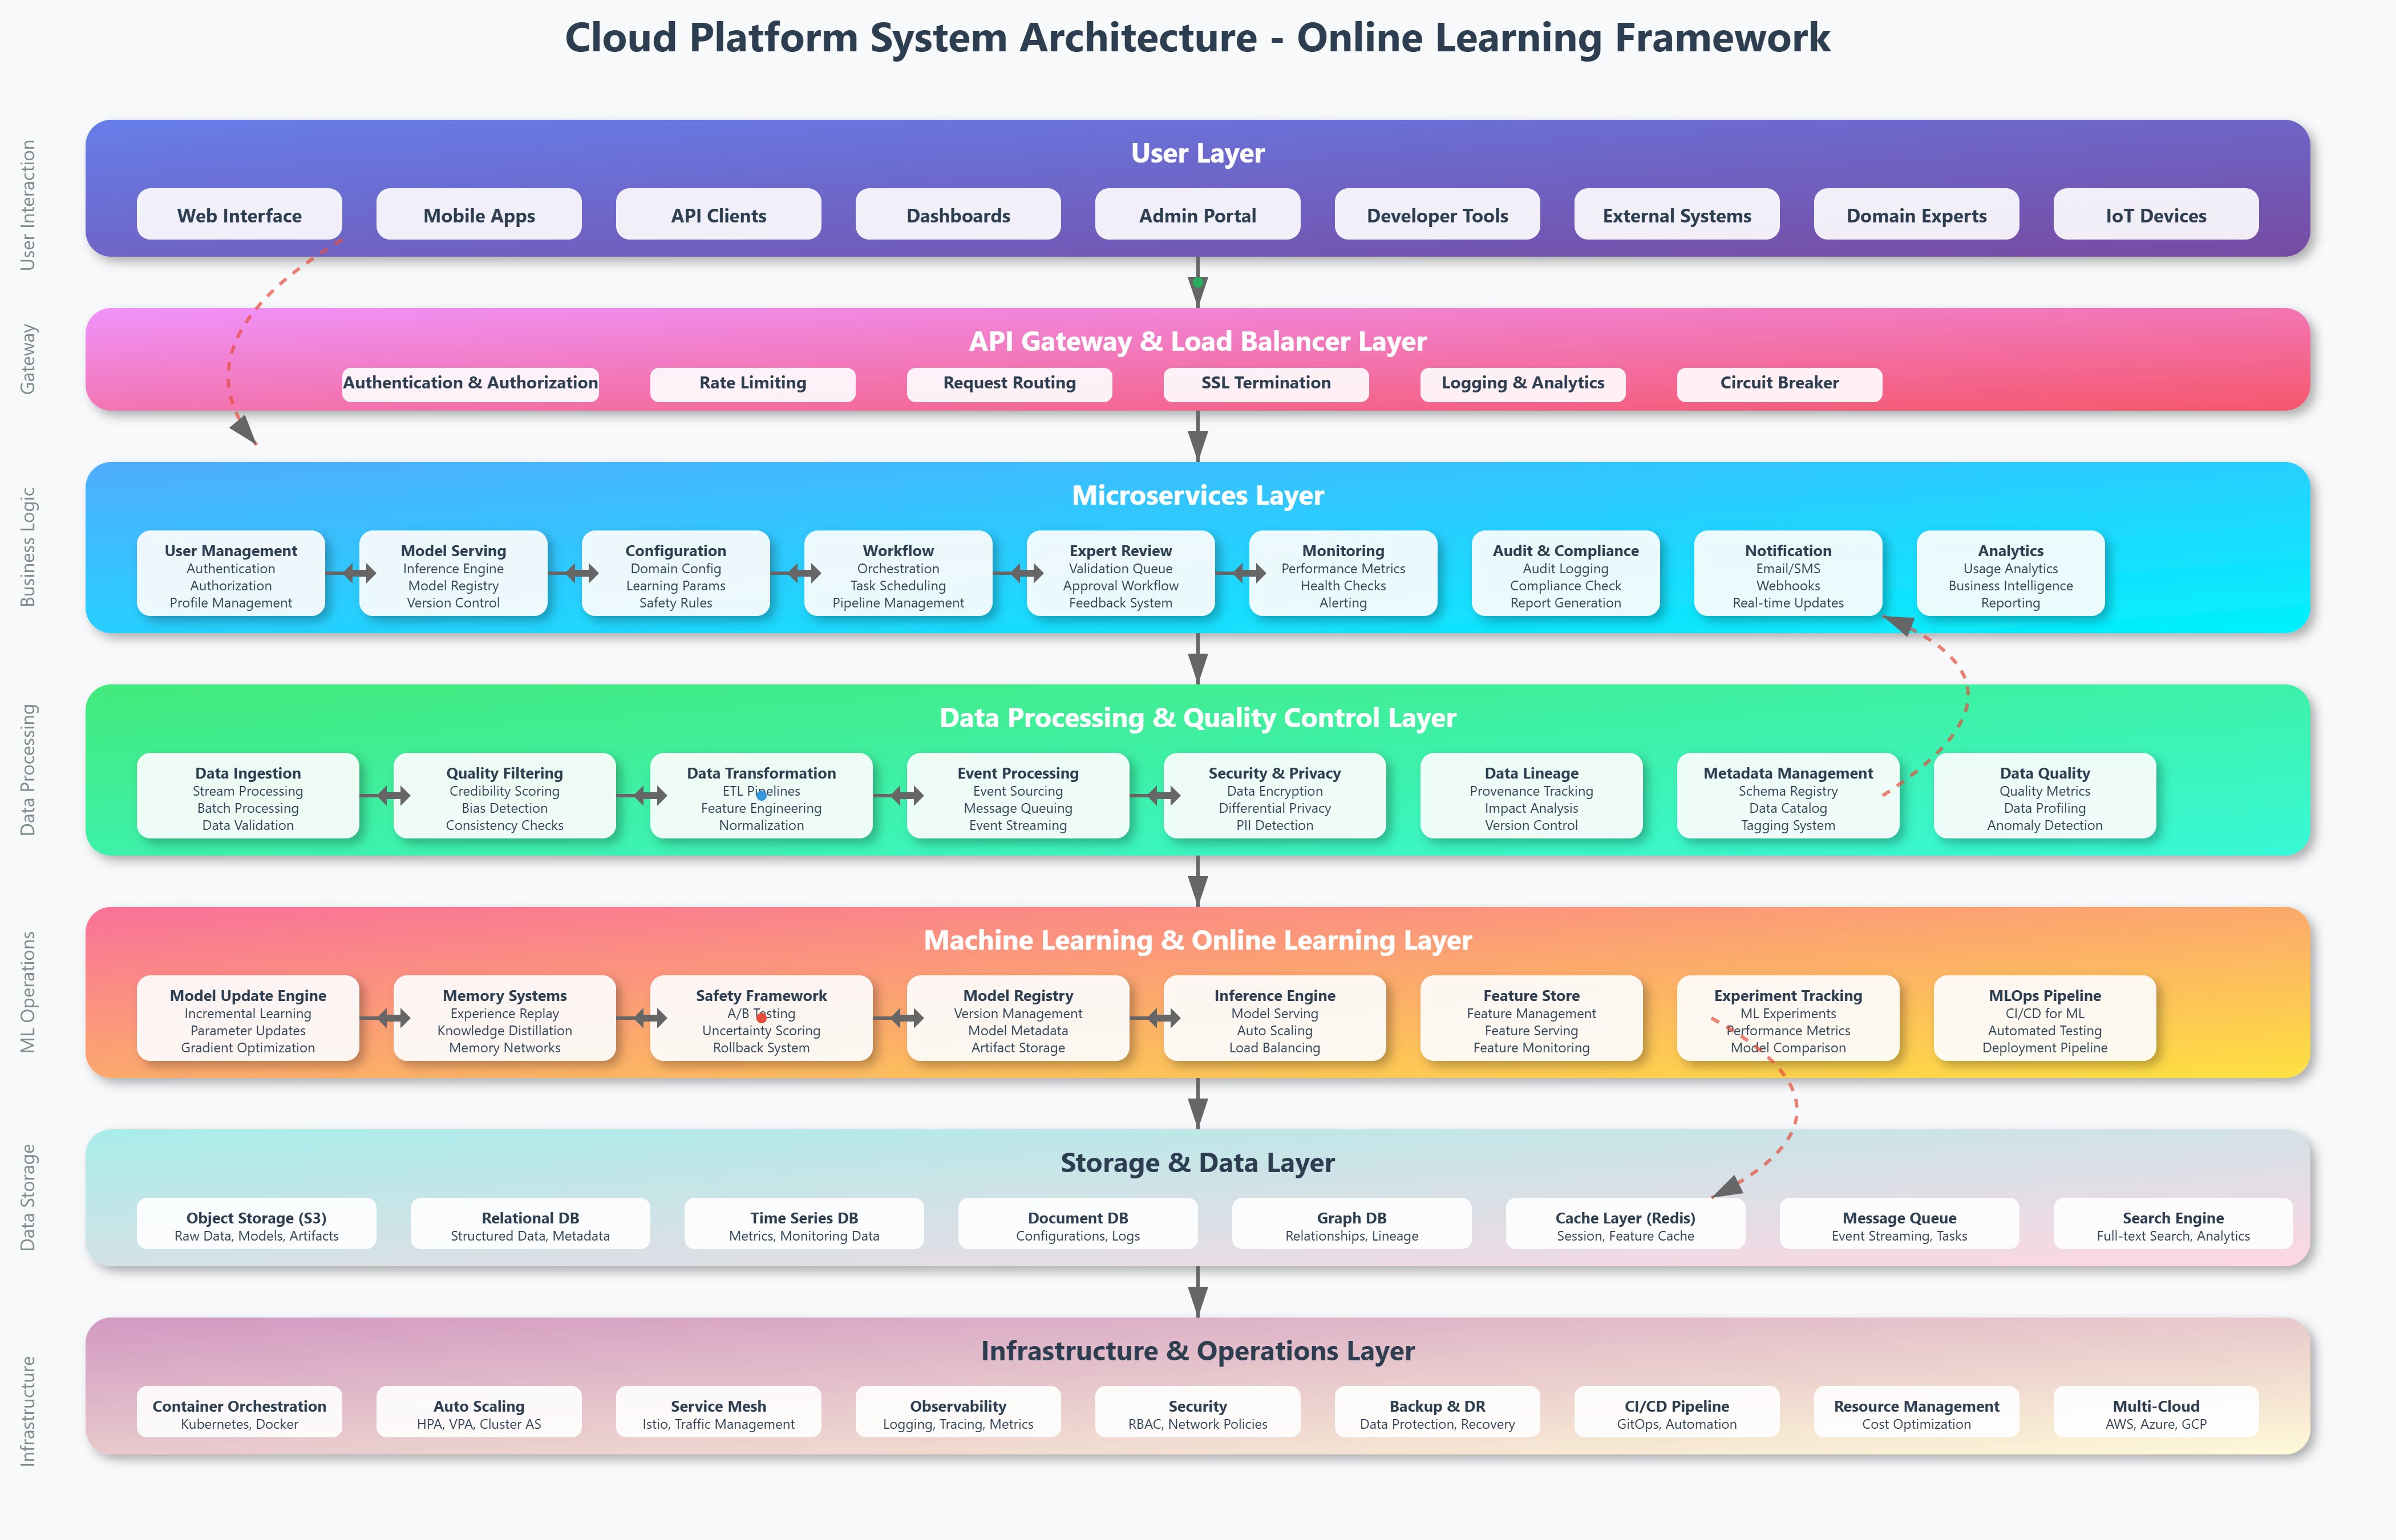 Cloud Platform System Architecture - Online Learning Framework
User Interaction
User Layer
Web Interface
Mobile Apps
API Clients
Dashboards
Admin Portal
Developer Tools
External Systems
Domain Experts
IoT Devices
Gateway
API Gateway & Load Balancer Layer
Authentication & Authorization
Rate Limiting
Request Routing
SSL Termination
Logging & Analytics
Circuit Breaker
Business Logic
Microservices Layer
User Management
Authentication
Authorization
Profile Management
Model Serving
Inference Engine
Model Registry
Version Control
Configuration
Domain Config
Learning Params
Safety Rules
Workflow
Orchestration
Task Scheduling
Pipeline Management
Expert Review
Validation Queue
Approval Workflow
Feedback System
Monitoring
Performance Metrics
Health Checks
Alerting
Audit & Compliance
Audit Logging
Compliance Check
Report Generation
Notification
Email/SMS
Webhooks
Real-time Updates
Analytics
Usage Analytics
Business Intelligence
Reporting
Data Processing
Data Processing & Quality Control Layer
Data Ingestion
Stream Processing
Batch Processing
Data Validation
Quality Filtering
Credibility Scoring
Bias Detection
Consistency Checks
Data Transformation
ETL Pipelines
Feature Engineering
Normalization
Event Processing
Event Sourcing
Message Queuing
Event Streaming
Security & Privacy
Data Encryption
Differential Privacy
PII Detection
Data Lineage
Provenance Tracking
Impact Analysis
Version Control
Metadata Management
Schema Registry
Data Catalog
Tagging System
Data Quality
Quality Metrics
Data Profiling
Anomaly Detection
ML Operations
Machine Learning & Online Learning Layer
Model Update Engine
Incremental Learning
Parameter Updates
Gradient Optimization
Memory Systems
Experience Replay
Knowledge Distillation
Memory Networks
Safety Framework
A/B Testing
Uncertainty Scoring
Rollback System
Model Registry
Version Management
Model Metadata
Artifact Storage
Inference Engine
Model Serving
Auto Scaling
Load Balancing
Feature Store
Feature Management
Feature Serving
Feature Monitoring
Experiment Tracking
ML Experiments
Performance Metrics
Model Comparison
MLOps Pipeline
CI/CD for ML
Automated Testing
Deployment Pipeline
Data Storage
Storage & Data Layer
Object Storage (S3)
Raw Data, Models, Artifacts
Relational DB
Structured Data, Metadata
Time Series DB
Metrics, Monitoring Data
Document DB
Configurations, Logs
Graph DB
Relationships, Lineage
Cache Layer (Redis)
Session, Feature Cache
Message Queue
Event Streaming, Tasks
Search Engine
Full-text Search, Analytics
Infrastructure
Infrastructure & Operations Layer
Container Orchestration
Kubernetes, Docker
Auto Scaling
HPA, VPA, Cluster AS
Service Mesh
Istio, Traffic Management
Observability
Logging, Tracing, Metrics
Security
RBAC, Network Policies
Backup & DR
Data Protection, Recovery
CI/CD Pipeline
GitOps, Automation
Resource Management
Cost Optimization
Multi-Cloud
AWS, Azure, GCP